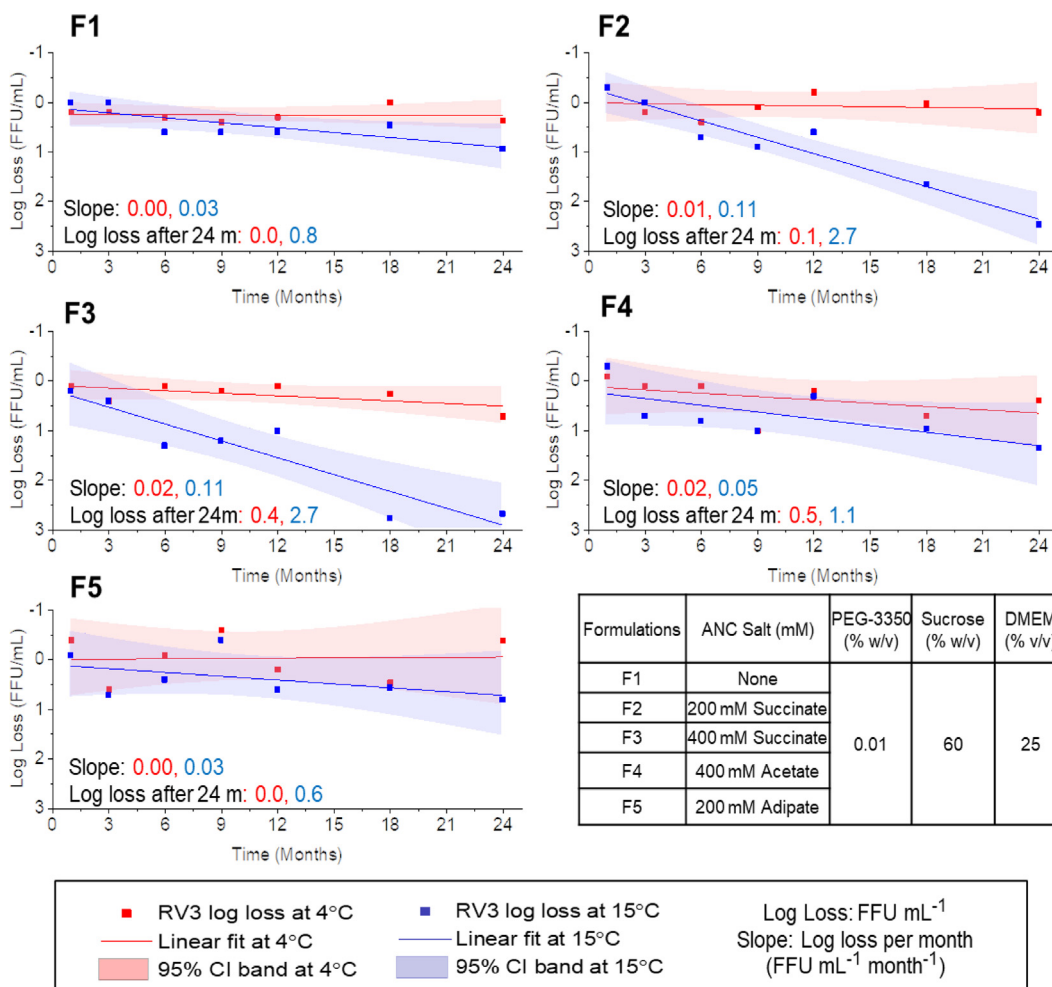 F1
-1
0
1
2
3
Log Loss (FFU/mL)
Slope: 0.00, 0.03
Log loss after 24 m: 0.0, 0.8
0 3 6 9 12 15 18 21 24
Time (Months)
F2
-1
0
1
2
3
Log Loss (FFU/mL)
Slope: 0.01, 0.11
Log loss after 24 m: 0.1, 2.7
0 3 6 9 12 15 18 21 24
Time (Months)
F3
-1
0
1
2
3
Log Loss (FFU/mL)
Slope: 0.02, 0.11
Log loss after 24m: 0.4, 2.7
0 3 6 9 12 15 18 21 24
Time (Months)
F4
-1
0
1
2
3
Log Loss (FFU/mL)
Slope: 0.02, 0.05
Log loss after 24 m: 0.5, 1.1
0 3 6 9 12 15 18 21 24
Time (Months)
F5
-1
0
1
2
3
Log Loss (FFU/mL)
Slope: 0.00, 0.03
Log loss after 24 m: 0.0, 0.6
0 3 6 9 12 15 18 21 24
Time (Months)
Formulations ANC Salt (mM) PEG-3350 (% w/v) Sucrose (% w/v) DMEM (% v/v)
F1 None
F2 200 mM Succinate
F3 400 mM Succinate
F4 400 mM Acetate
F5 200 mM Adipate
0.01 60 25
RV3 log loss at 4°C RV3 log loss at 15°C Log Loss: FFU mL⁻¹
Linear fit at 4°C Linear fit at 15°C Slope: Log loss per month
95% CI band at 4°C 95% CI band at 15°C (FFU mL⁻¹ month⁻¹)